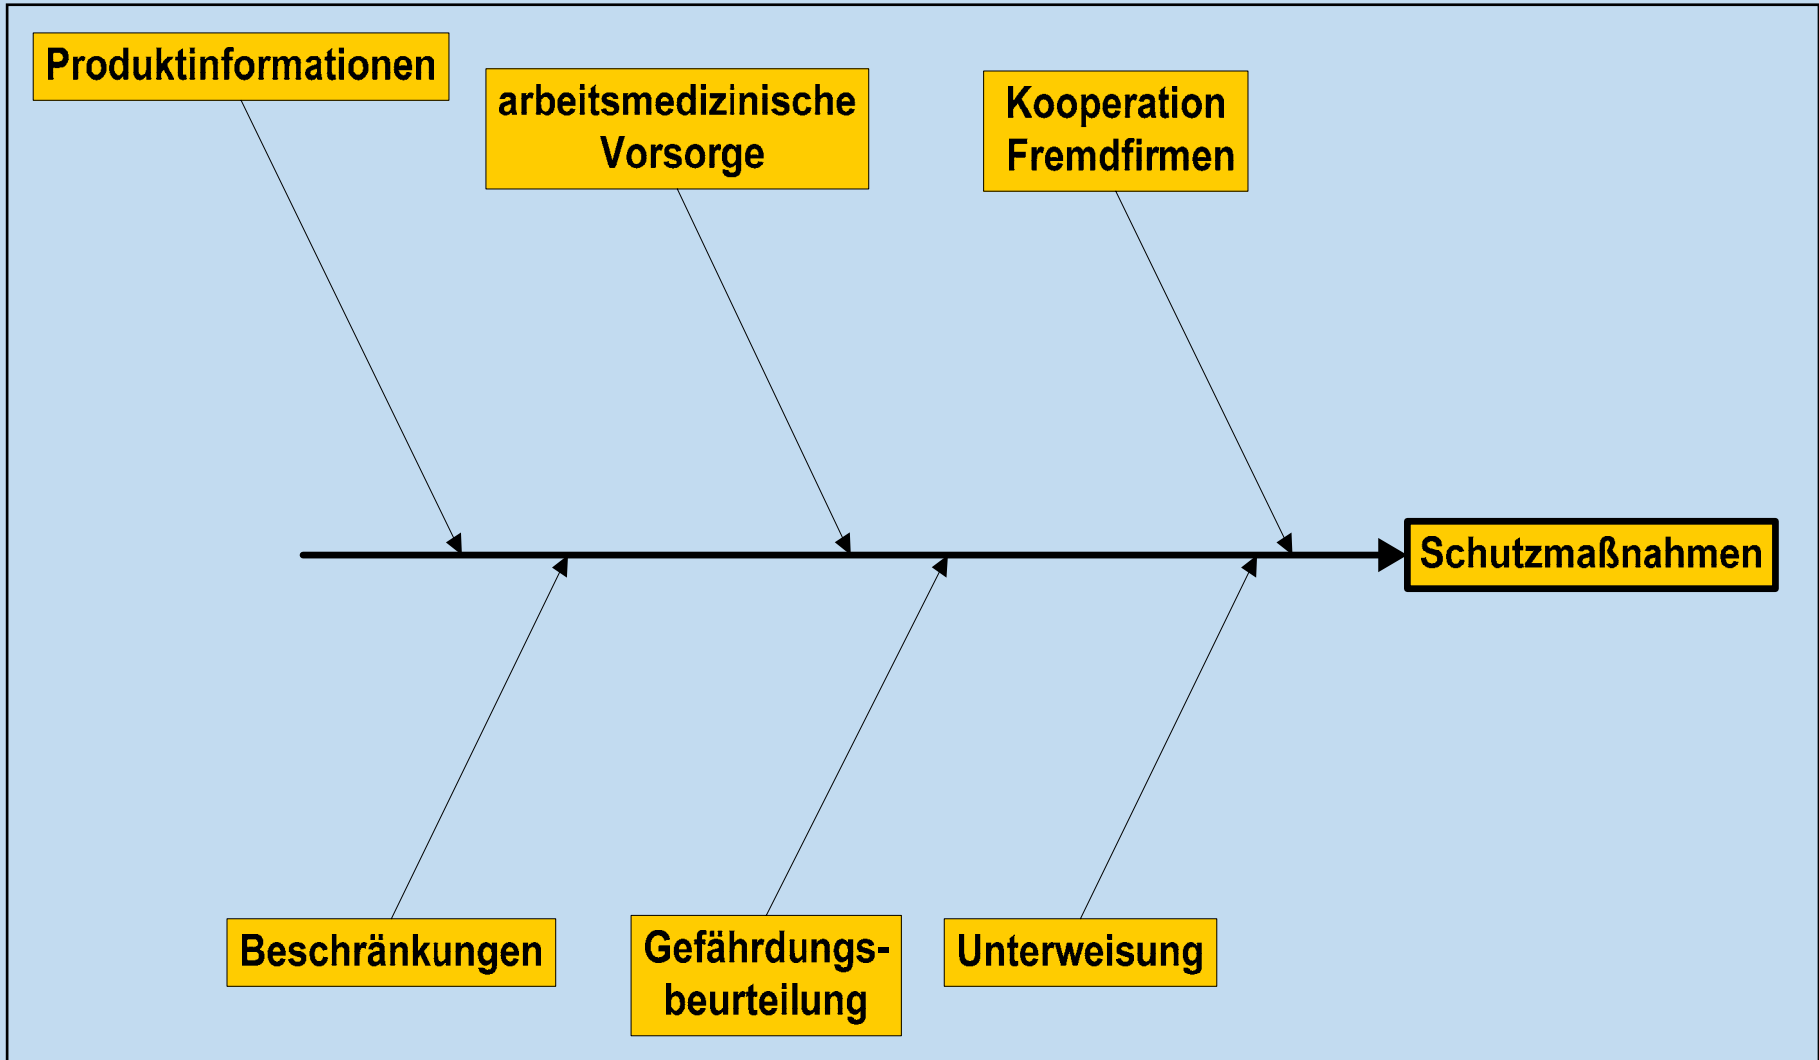 Produktinformationen
arbeitsmedizinische
Vorsorge
Kooperation
Fremdfirmen
Schutzmaßnahmen
Beschränkungen
Gefährdungs-
beurteilung
Unterweisung